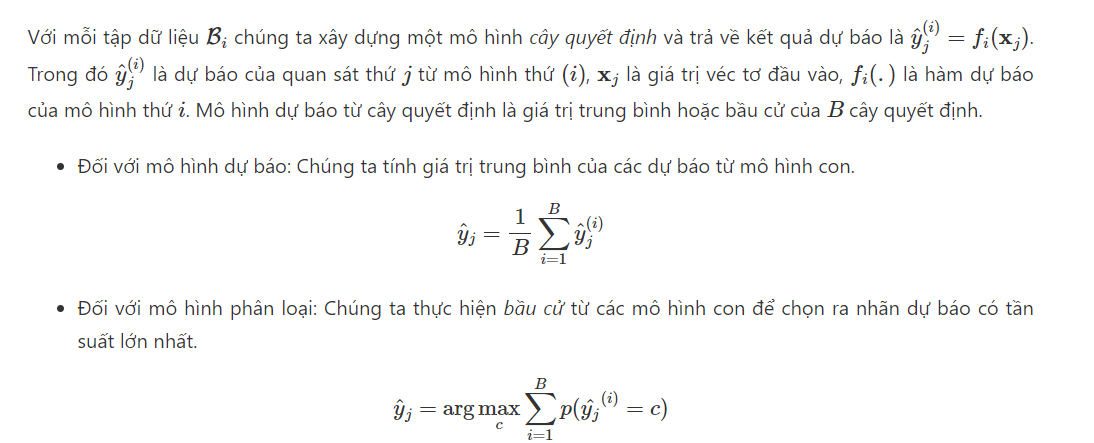 Với mỗi tập dữ liệu 𝓑ᵢ chúng ta xây dựng một mô hình cây quyết định và trả về kết quả dự báo là $\hat{y}_j^{(i)} = f_i(\mathbf{x}_j)$.
Trong đó $\hat{y}_j^{(i)}$ là dự báo của quan sát thứ $j$ từ mô hình thứ $(i)$, $\mathbf{x}_j$ là giá trị véc tơ đầu vào, $f_i(.)$ là hàm dự báo
của mô hình thứ $i$. Mô hình dự báo từ cây quyết định là giá trị trung bình hoặc bầu cử của $B$ cây quyết định.
• Đối với mô hình dự báo: Chúng ta tính giá trị trung bình của các dự báo từ mô hình con.
$\hat{y}_j = \frac{1}{B} \sum_{i=1}^{B} \hat{y}_j^{(i)}$
• Đối với mô hình phân loại: Chúng ta thực hiện bầu cử từ các mô hình con để chọn ra nhãn dự báo có tần
suất lớn nhất.
$\hat{y}_j = \arg\max_c \sum_{i=1}^{B} p(\hat{y}_j^{(i)} = c)$